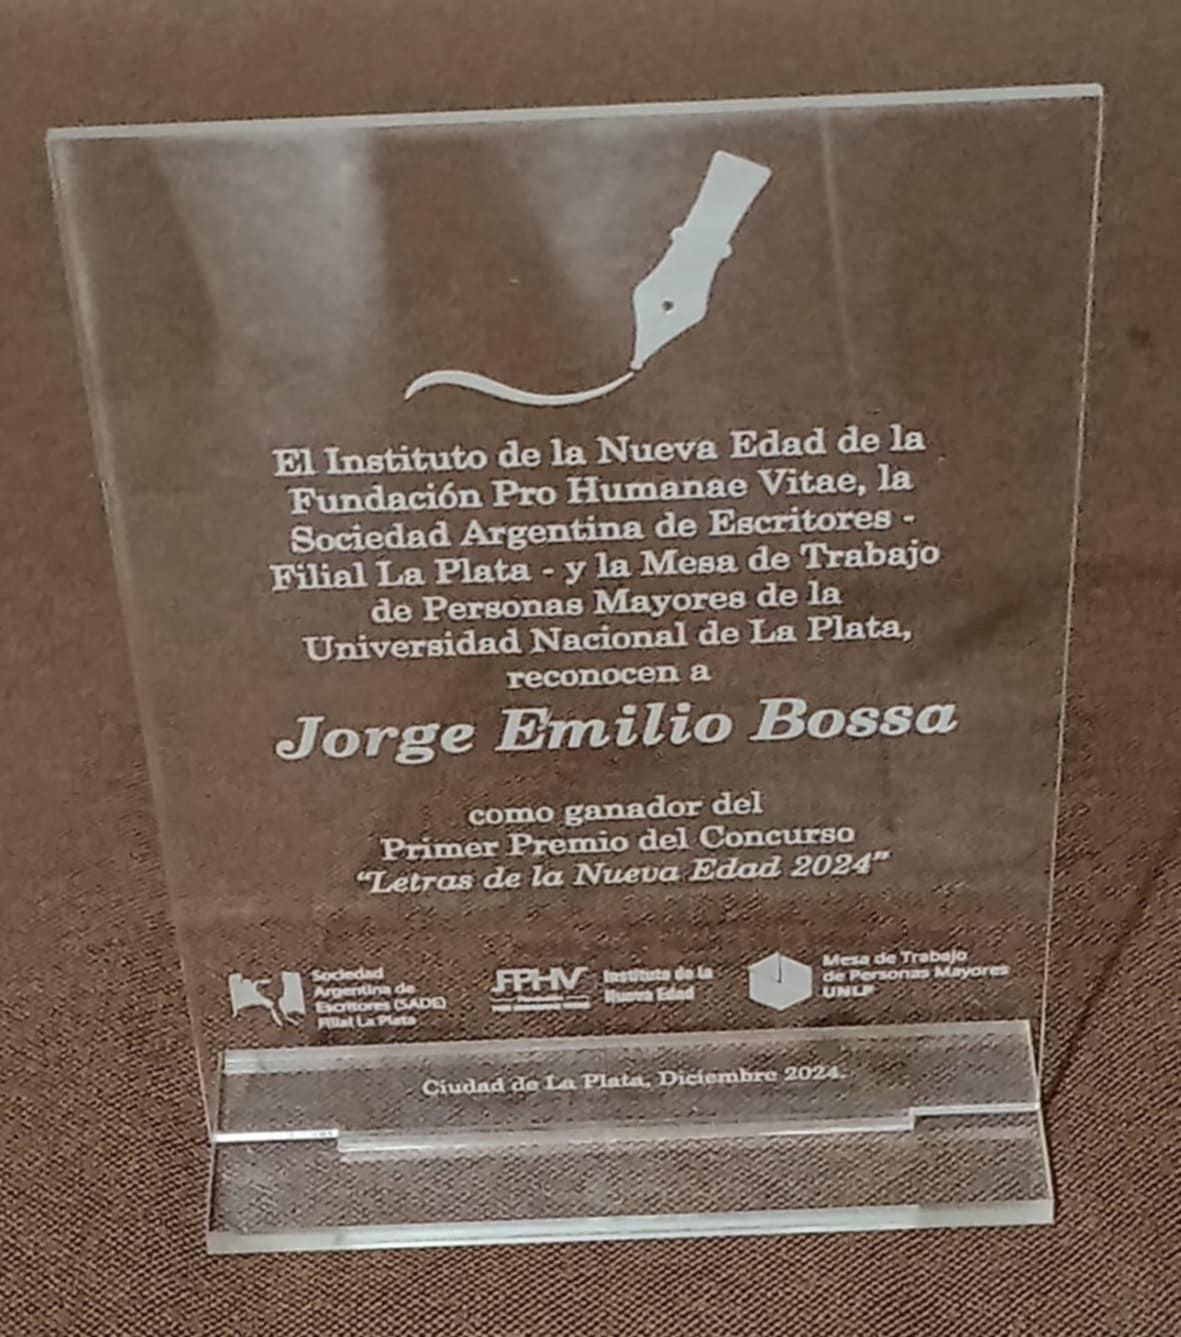 El Instituto de la Nueva Edad de la
Fundación Pro Humanae Vitae, la
Sociedad Argentina de Escritores -
Filial La Plata - y la Mesa de Trabajo
de Personas Mayores de la
Universidad Nacional de La Plata,
reconocen a
Jorge Emilio Bossa
como ganador del
Primer Premio del Concurso
“Letras de la Nueva Edad 2024”
Sociedad
Argentina de
Escritores (SADE)
Filial La Plata
FPHV
Instituto de la
Nueva Edad
Mesa de Trabajo
de Personas Mayores
UNLP
Ciudad de La Plata, Diciembre 2024.